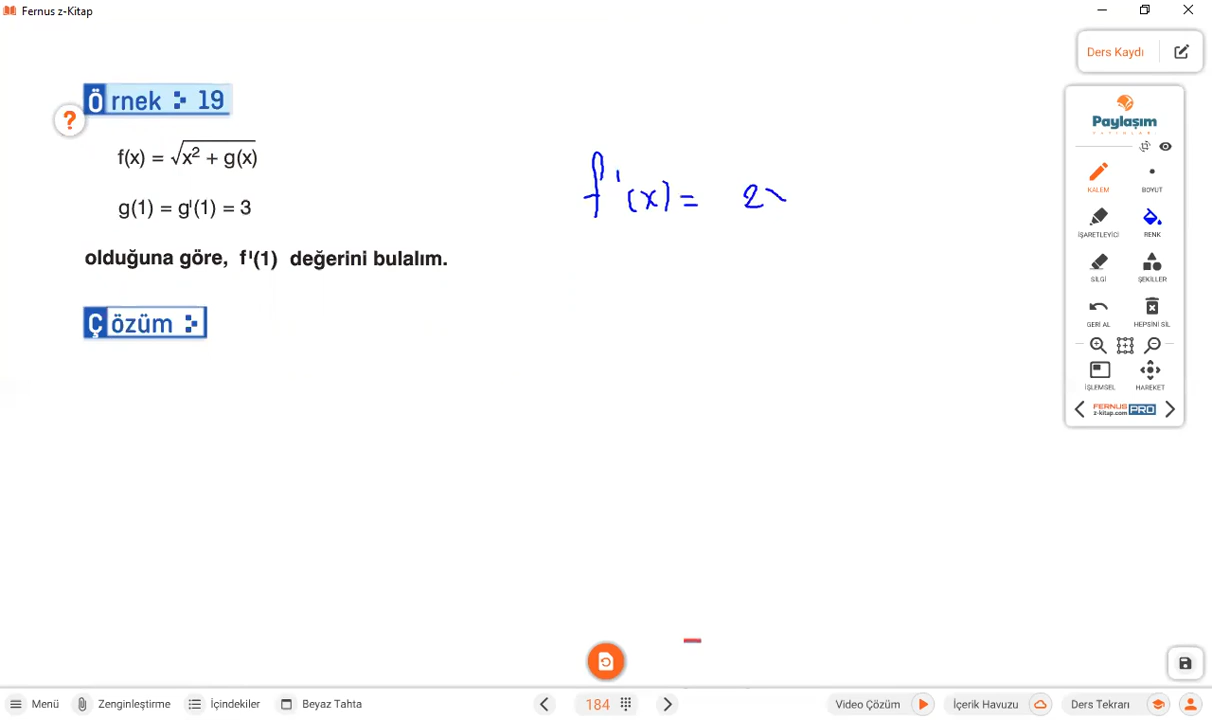 Fernus z-Kitap
Ders Kaydı
Örnek 19
?
f(x) = √x² + g(x)
g(1) = g'(1) = 3
olduğuna göre, f'(1) değerini bulalım.
Çözüm
f'(x) = 2
Paylaşım
YAYINLARI
KALEM
BOYUT
İŞARETLEYİCİ
RENK
SİLGİ
ŞEKİLLER
GERİ AL
HEPSİNİ SİL
İŞLEMSEL
HAREKET
FERNUS
z-kitap.com PRO
Menü
Zenginleştirme
İçindekiler
Beyaz Tahta
184
Video Çözüm
İçerik Havuzu
Ders Tekrarı